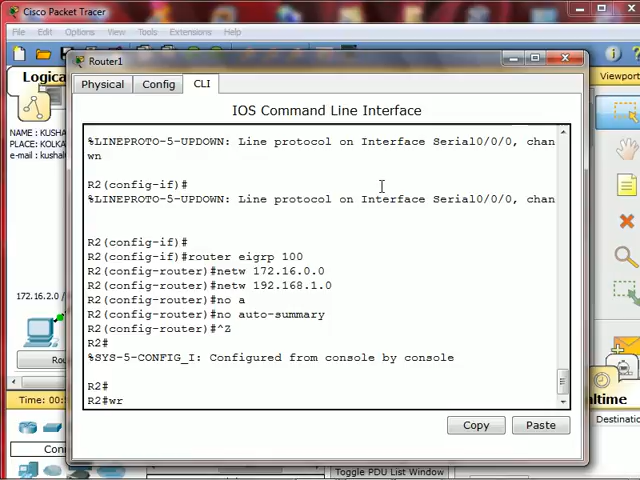 Cisco Packet Tracer
File Edit View Tools Extensions Help
Router1
Physical Config CLI
IOS Command Line Interface
%LINEPROTO-5-UPDOWN: Line protocol on Interface Serial0/0/0, chan
wn
R2(config-if)#
%LINEPROTO-5-UPDOWN: Line protocol on Interface Serial0/0/0, chan
R2(config-if)#
R2(config-if)#router eigrp 100
R2(config-router)#netw 172.16.0.0
R2(config-router)#netw 192.168.1.0
R2(config-router)#no a
R2(config-router)#no auto-summary
R2(config-router)#^Z
R2#
%SYS-5-CONFIG_I: Configured from console by console
R2#
R2#wr
Copy Paste
Logica
Viewport
NAME : KUSHA
PLACE: KOLKA
e-mail : kushal
172.16.2.0 /
Rou
Time: 00:5
Con
ealtime
Destinatio
Toggle PDU List Window